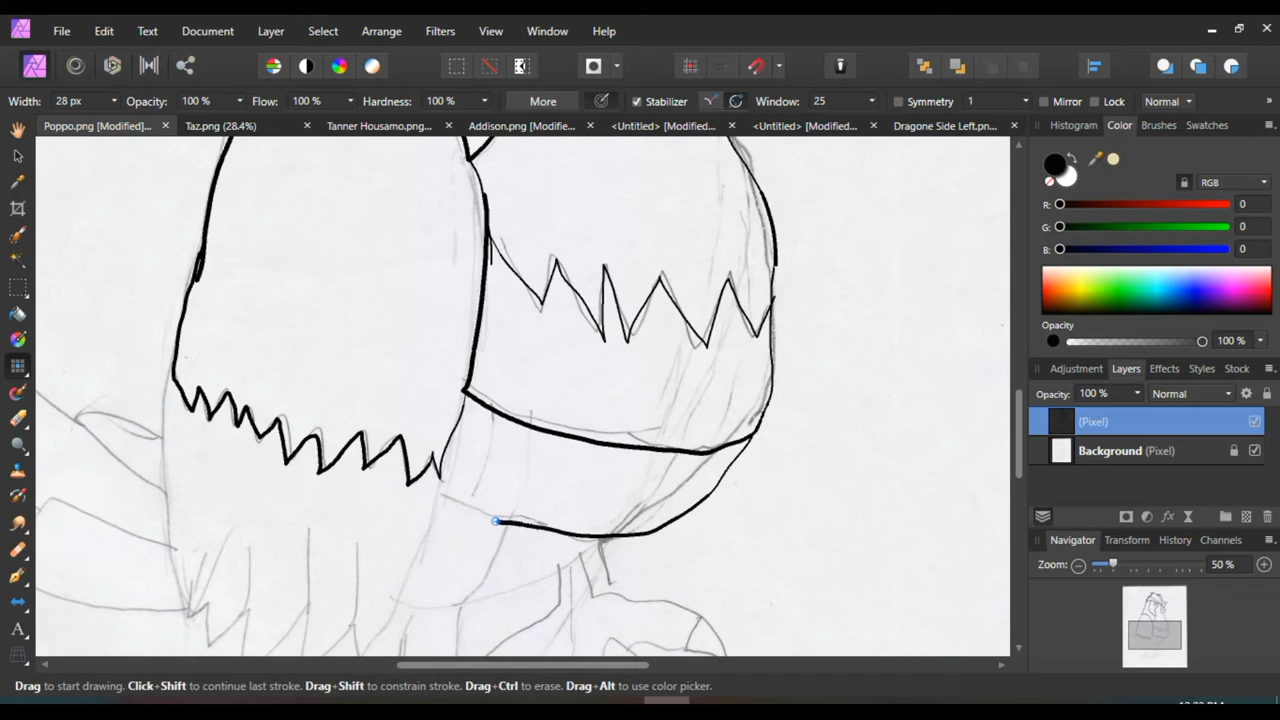 File Edit Text Document Layer Select Arrange Filters View Window Help
Width: 28 px Opacity: 100 % Flow: 100 % Hardness: 100 % More Stabilizer Window: 25 Symmetry 1 Mirror Lock Normal »
Poppo.png [Modified]... × Taz.png (28.4%) × Tanner Housamo.png... × Addison.png [Modifie... × <Untitled> [Modified]... × <Untitled> [Modified]... × Dragone Side Left.pn... ×
Histogram Color Brushes Swatches
RGB
R: 0
G: 0
B: 0
Opacity
100 %
Adjustment Layers Effects Styles Stock
Opacity: 100 % Normal
(Pixel)
Background (Pixel)
Navigator Transform History Channels
Zoom: 50 %
A
Drag to start drawing. Click+Shift to continue last stroke. Drag+Shift to constrain stroke. Drag+Ctrl to erase. Drag+Alt to use color picker.